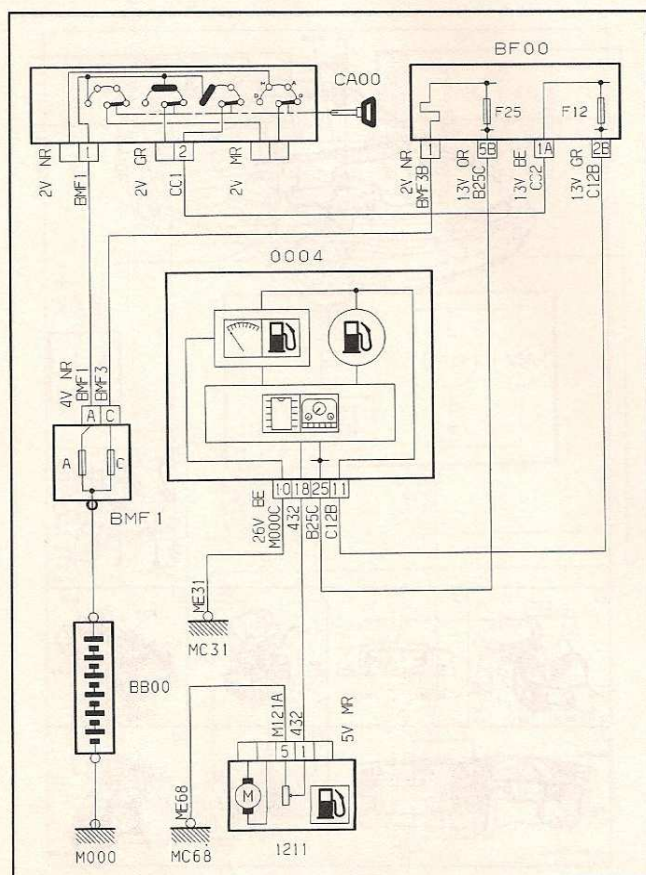 BF00
CA00
F25
F12
1
2
1
5B
1A
2B
2V NR
BMF1
2V GR
CC1
2V MR
2V NR
BMF3B
13V OR
B25C
13V BE
CC2
13V GR
C12B
0004
4V NR
BMF1
BMF3
A
C
A
C
BMF1
10
18
25
11
26V BE
M000C
432
B25C
C12B
ME31
MC31
BB00
M121A
432
5V MR
5
1
M
ME68
M000
MC68
1211